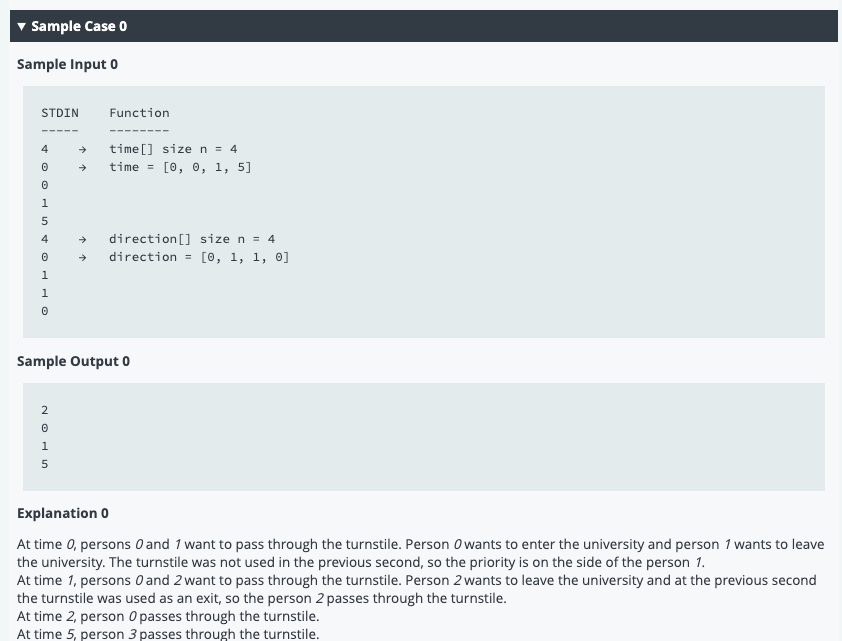 ▼ Sample Case 0
Sample Input 0
STDIN    Function
-----    --------
4    →   time[] size n = 4
0    →   time = [0, 0, 1, 5]
0
1
5
4    →   direction[] size n = 4
0    →   direction = [0, 1, 1, 0]
1
1
0
Sample Output 0
2
0
1
5
Explanation 0
At time 0, persons 0 and 1 want to pass through the turnstile. Person 0 wants to enter the university and person 1 wants to leave
the university. The turnstile was not used in the previous second, so the priority is on the side of the person 1.
At time 1, persons 0 and 2 want to pass through the turnstile. Person 2 wants to leave the university and at the previous second
the turnstile was used as an exit, so the person 2 passes through the turnstile.
At time 2, person 0 passes through the turnstile.
At time 5, person 3 passes through the turnstile.